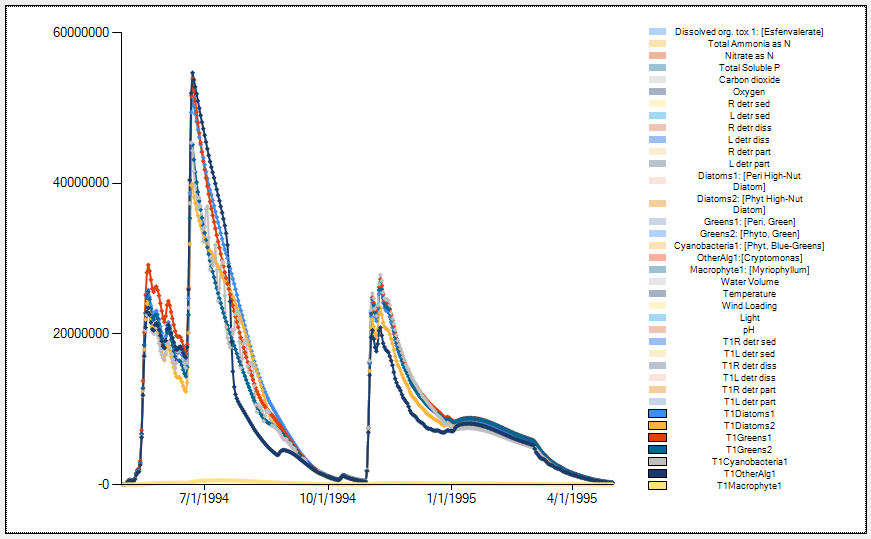 60000000
40000000
20000000
-0
7/1/1994
10/1/1994
1/1/1995
4/1/1995
Dissolved org. tox 1: [Esfenvalerate]
Total Ammonia as N
Nitrate as N
Total Soluble P
Carbon dioxide
Oxygen
R detr sed
L detr sed
R detr diss
L detr diss
R detr part
L detr part
Diatoms1: [Peri High-Nut
Diatom]
Diatoms2: [Phyt High-Nut
Diatom]
Greens1: [Peri, Green]
Greens2: [Phyto, Green]
Cyanobacteria1: [Phyt, Blue-Greens]
OtherAlg1:[Cryptomonas]
Macrophyte1: [Myriophyllum]
Water Volume
Temperature
Wind Loading
Light
pH
T1R detr sed
T1L detr sed
T1R detr diss
T1L detr diss
T1R detr part
T1L detr part
T1Diatoms1
T1Diatoms2
T1Greens1
T1Greens2
T1Cyanobacteria1
T1OtherAlg1
T1Macrophyte1